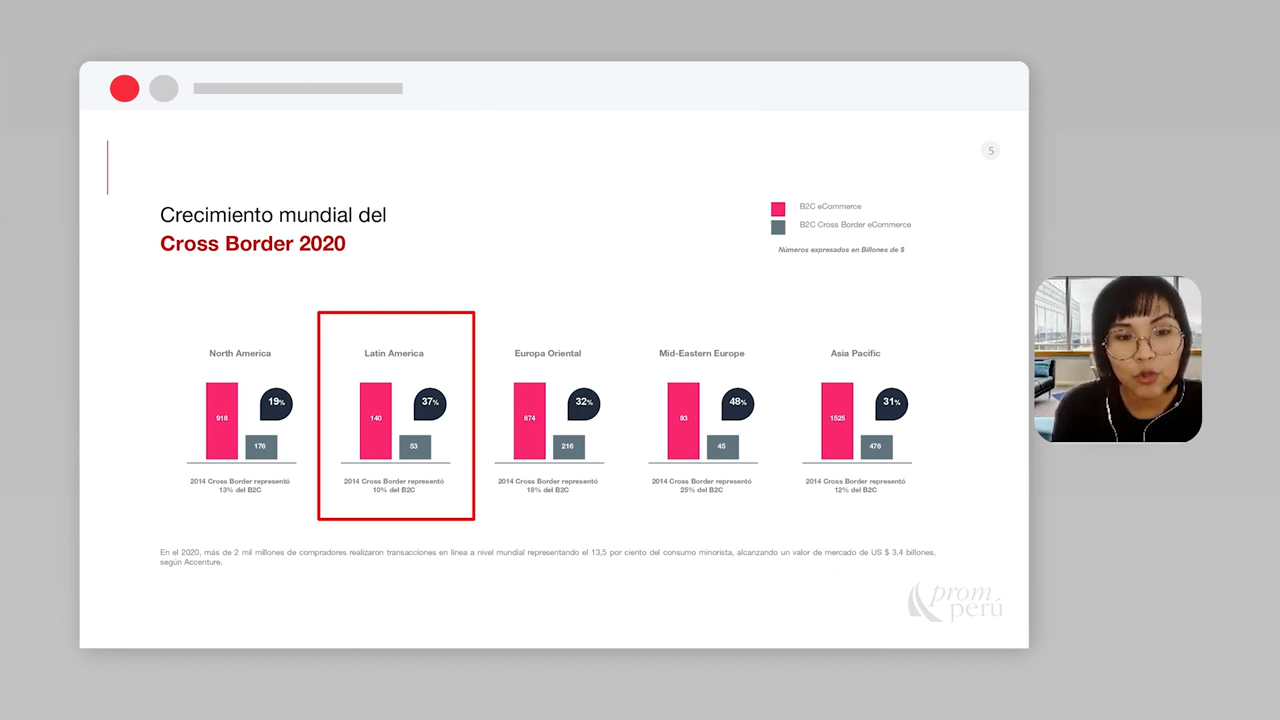 5
Crecimiento mundial del
Cross Border 2020
B2C eCommerce
B2C Cross Border eCommerce
Números expresados en Billones de $
North America
918
176
19%
2014 Cross Border representó
13% del B2C
Latin America
140
53
37%
2014 Cross Border representó
10% del B2C
Europa Oriental
674
216
32%
2014 Cross Border representó
18% del B2C
Mid-Eastern Europe
93
45
48%
2014 Cross Border representó
25% del B2C
Asia Pacific
1525
476
31%
2014 Cross Border representó
12% del B2C
En el 2020, más de 2 mil millones de compradores realizaron transacciones en línea a nivel mundial representando el 13,5 por ciento del consumo minorista, alcanzando un valor de mercado de US $ 3,4 billones,
según Accenture.
prom
perú